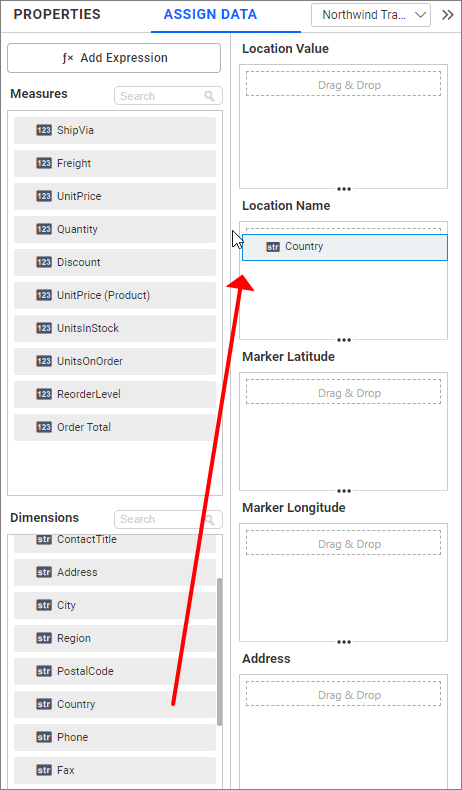 PROPERTIES
ASSIGN DATA
Northwind Tra...
ƒx Add Expression
Measures
Search
123 ShipVia
123 Freight
123 UnitPrice
123 Quantity
123 Discount
123 UnitPrice (Product)
123 UnitsInStock
123 UnitsOnOrder
123 ReorderLevel
123 Order Total
Dimensions
Search
str ContactTitle
str Address
str City
str Region
str PostalCode
str Country
str Phone
str Fax
Location Value
Drag & Drop
Location Name
str Country
Marker Latitude
Drag & Drop
Marker Longitude
Drag & Drop
Address
Drag & Drop